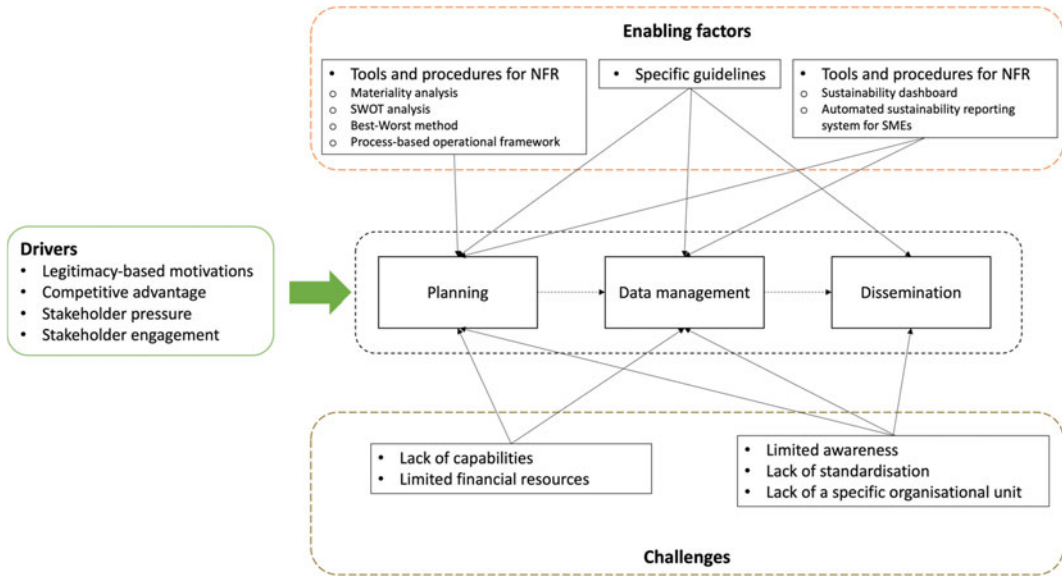 Enabling factors
• Tools and procedures for NFR
o Materiality analysis
o SWOT analysis
o Best-Worst method
o Process-based operational framework
• Specific guidelines
• Tools and procedures for NFR
o Sustainability dashboard
o Automated sustainability reporting
system for SMEs
Drivers
• Legitimacy-based motivations
• Competitive advantage
• Stakeholder pressure
• Stakeholder engagement
Planning
Data management
Dissemination
• Lack of capabilities
• Limited financial resources
• Limited awareness
• Lack of standardisation
• Lack of a specific organisational unit
Challenges